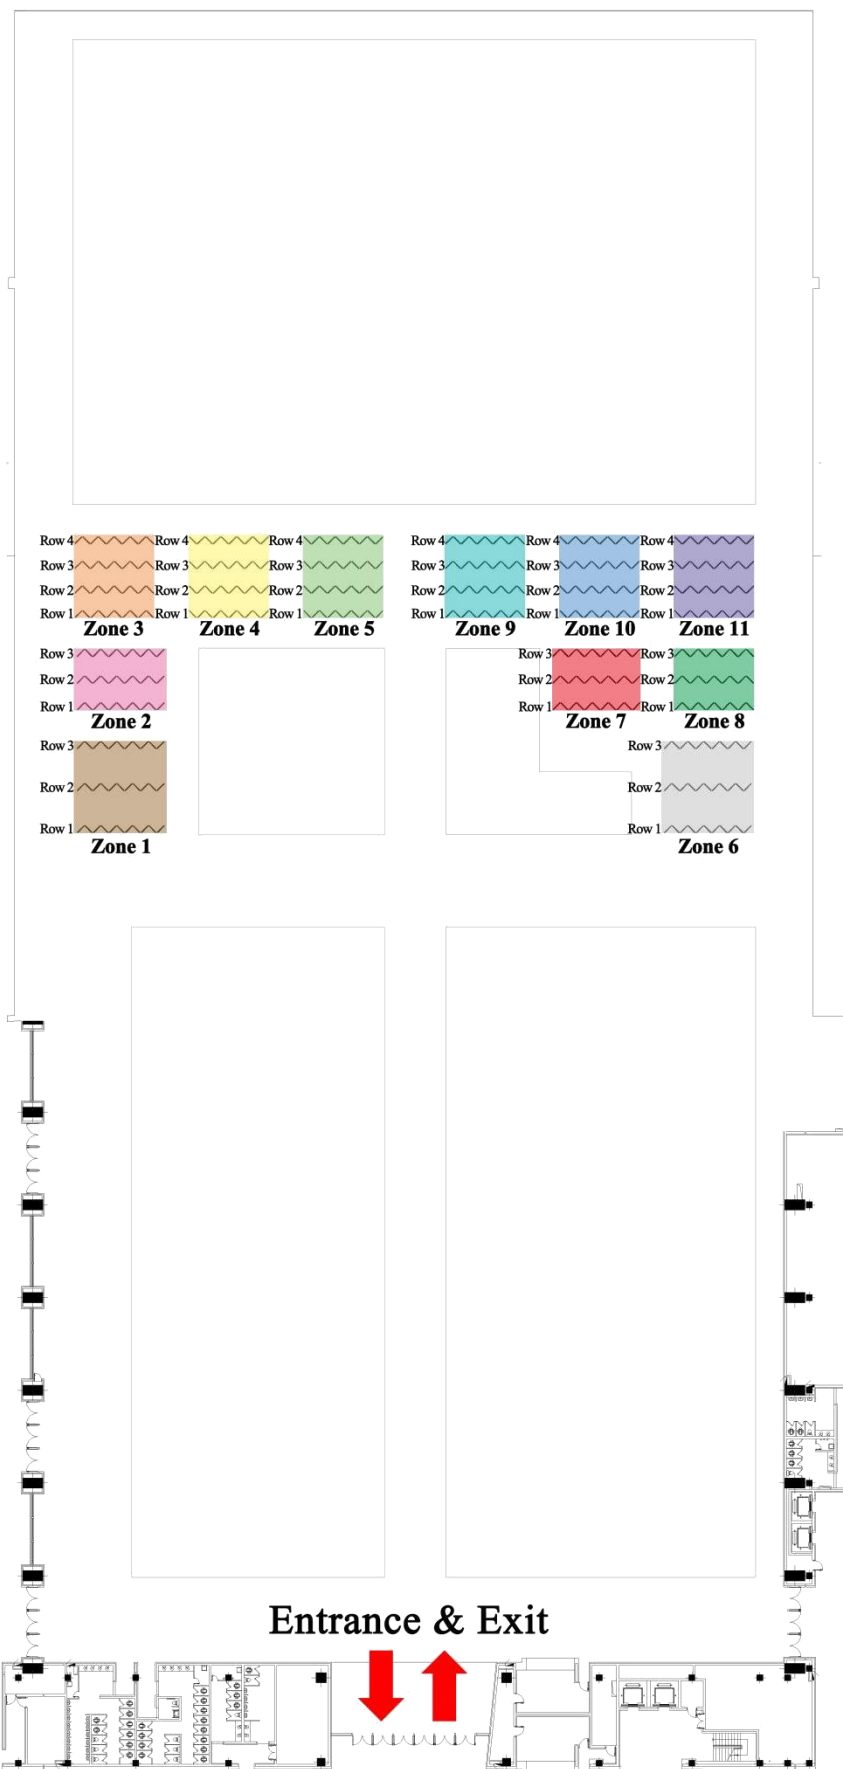 Row 4 Row 4 Row 4 Row 4 Row 4 Row 4
Row 3 Row 3 Row 3 Row 3 Row 3 Row 3
Row 2 Row 2 Row 2 Row 2 Row 2 Row 2
Row 1 Row 1 Row 1 Row 1 Row 1 Row 1
Zone 3 Zone 4 Zone 5 Zone 9 Zone 10 Zone 11
Row 3 Row 3 Row 3
Row 2 Row 2 Row 2
Row 1 Row 1 Row 1
Zone 2 Zone 7 Zone 8
Row 3 Row 3
Row 2 Row 2
Row 1 Row 1
Zone 1 Zone 6
Entrance & Exit